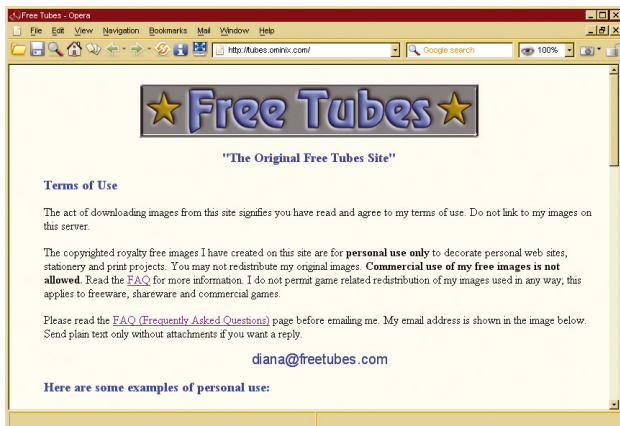 Free Tubes - Opera
File Edit View Navigation Bookmarks Mail Window Help
http://tubes.ominix.com/ Google search 100%
Free Tubes
"The Original Free Tubes Site"
Terms of Use
The act of downloading images from this site signifies you have read and agree to my terms of use. Do not link to my images on
this server.
The copyrighted royalty free images I have created on this site are for personal use only to decorate personal web sites,
stationery and print projects. You may not redistribute my original images. Commercial use of my free images is not
allowed. Read the FAQ for more information. I do not permit game related redistribution of my images used in any way; this
applies to freeware, shareware and commercial games.
Please read the FAQ (Frequently Asked Questions) page before emailing me. My email address is shown in the image below.
Send plain text only without attachments if you want a reply.
diana@freetubes.com
Here are some examples of personal use: